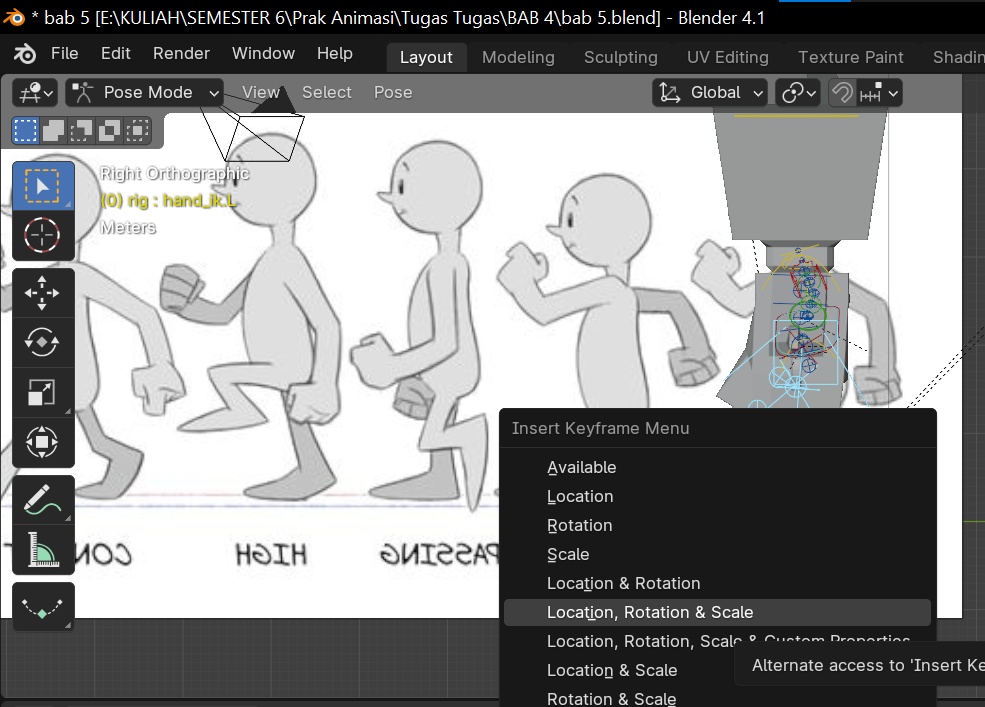 * bab 5 [E:\KULIAH\SEMESTER 6\Prak Animasi\Tugas Tugas\BAB 4\bab 5.blend] - Blender 4.1
File Edit Render Window Help Layout Modeling Sculpting UV Editing Texture Paint Shadin
Pose Mode View Select Pose Global
Right Orthographic
(0) rig : hand_ik.L
Meters
CONT HIGH PASSING
Insert Keyframe Menu
Available
Location
Rotation
Scale
Location & Rotation
Location, Rotation & Scale
Location, Rotation, Scale & Custom Properties
Alternate access to 'Insert Ke
Location & Scale
Rotation & Scale